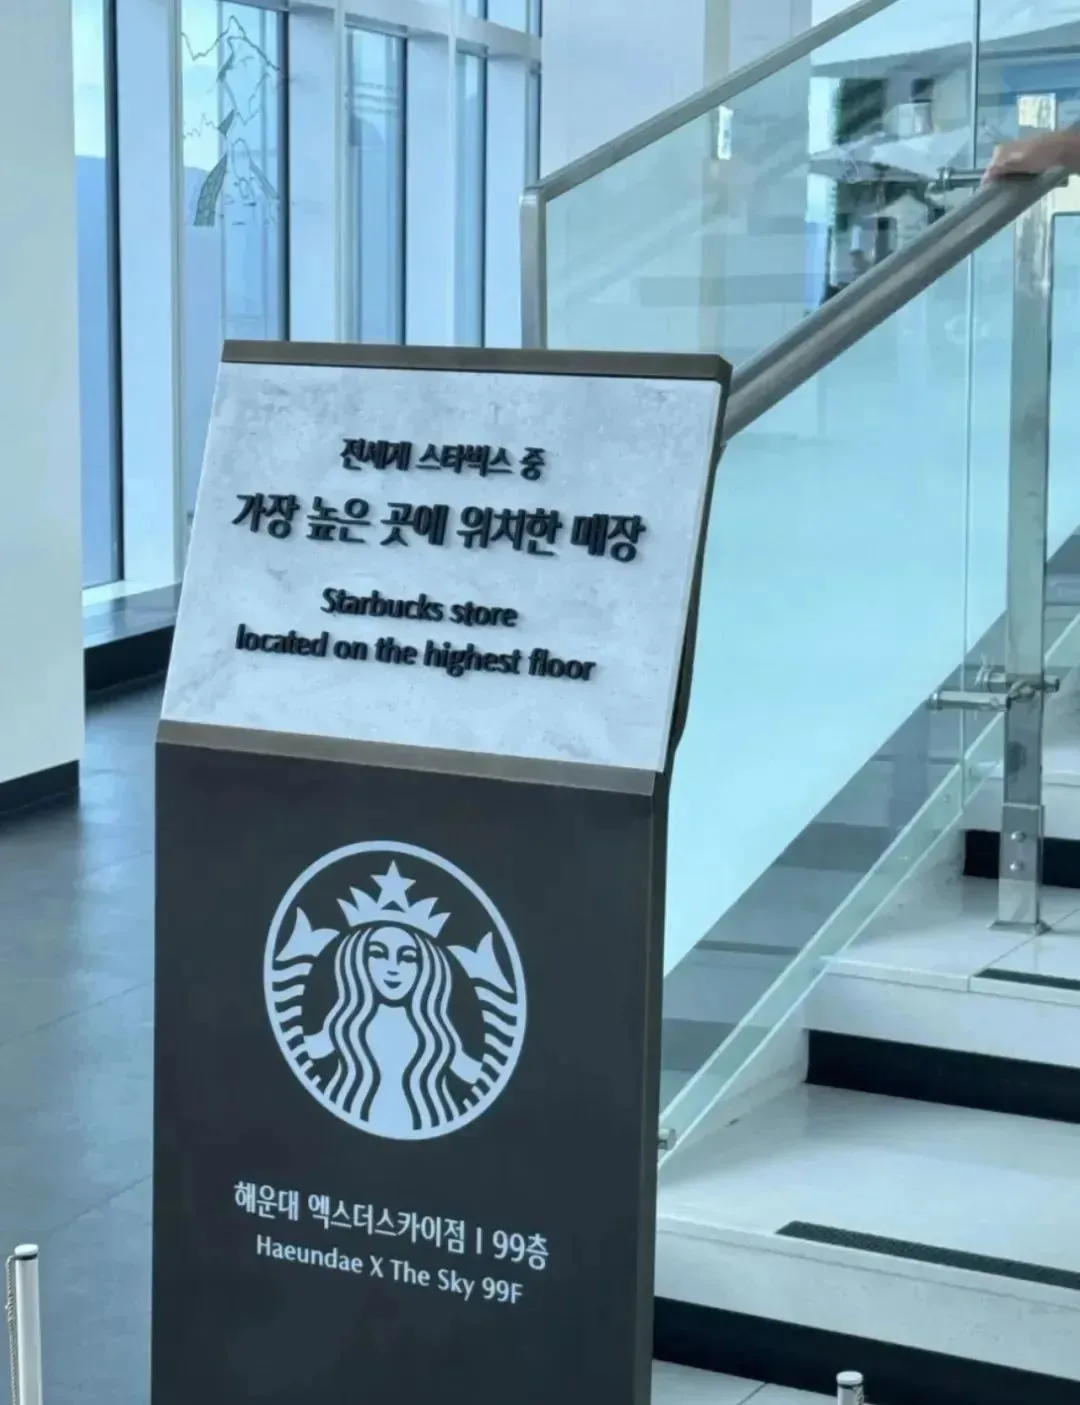 전세계 스타벅스 중
가장 높은 곳에 위치한 매장
Starbucks store
located on the highest floor
해운대 엑스더스카이점 | 99층
Haeundae X The Sky 99F